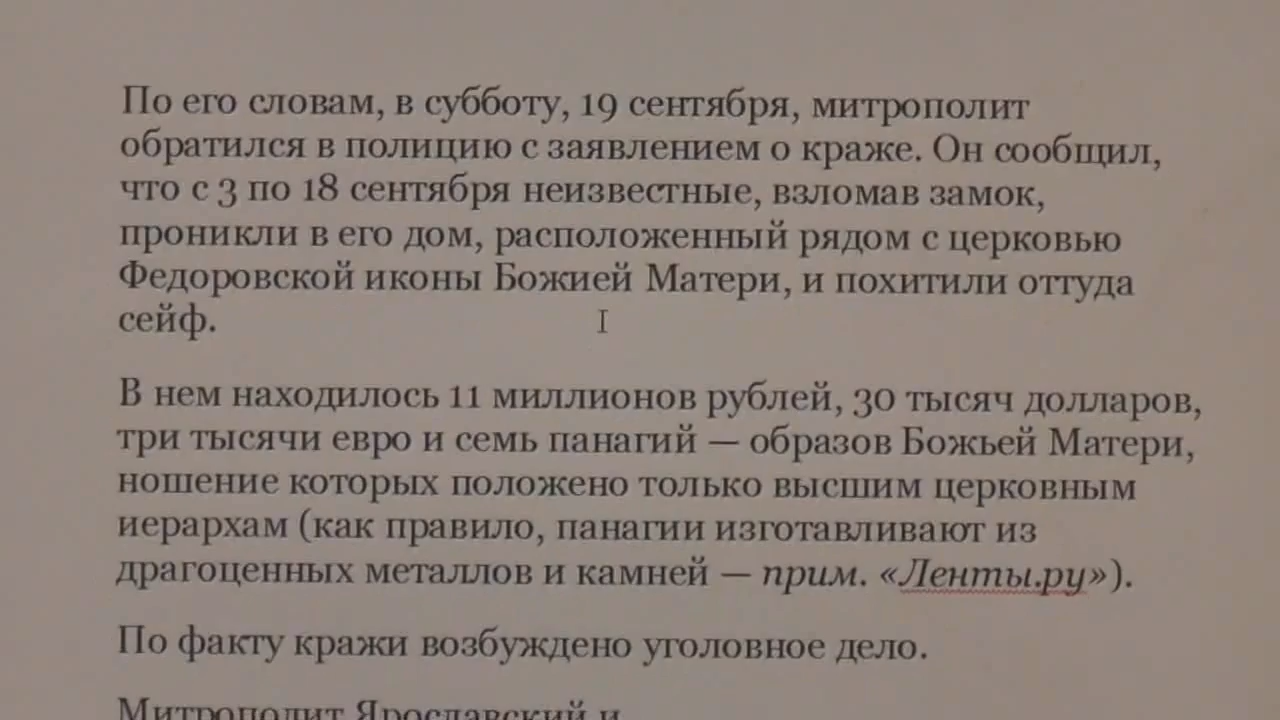 По его словам, в субботу, 19 сентября, митрополит
обратился в полицию с заявлением о краже. Он сообщил,
что с 3 по 18 сентября неизвестные, взломав замок,
проникли в его дом, расположенный рядом с церковью
Федоровской иконы Божией Матери, и похитили оттуда
сейф.
В нем находилось 11 миллионов рублей, 30 тысяч долларов,
три тысячи евро и семь панагий — образов Божьей Матери,
ношение которых положено только высшим церковным
иерархам (как правило, панагии изготавливают из
драгоценных металлов и камней — прим. «Ленты.ру»).
По факту кражи возбуждено уголовное дело.
Митрополит Ярославский и